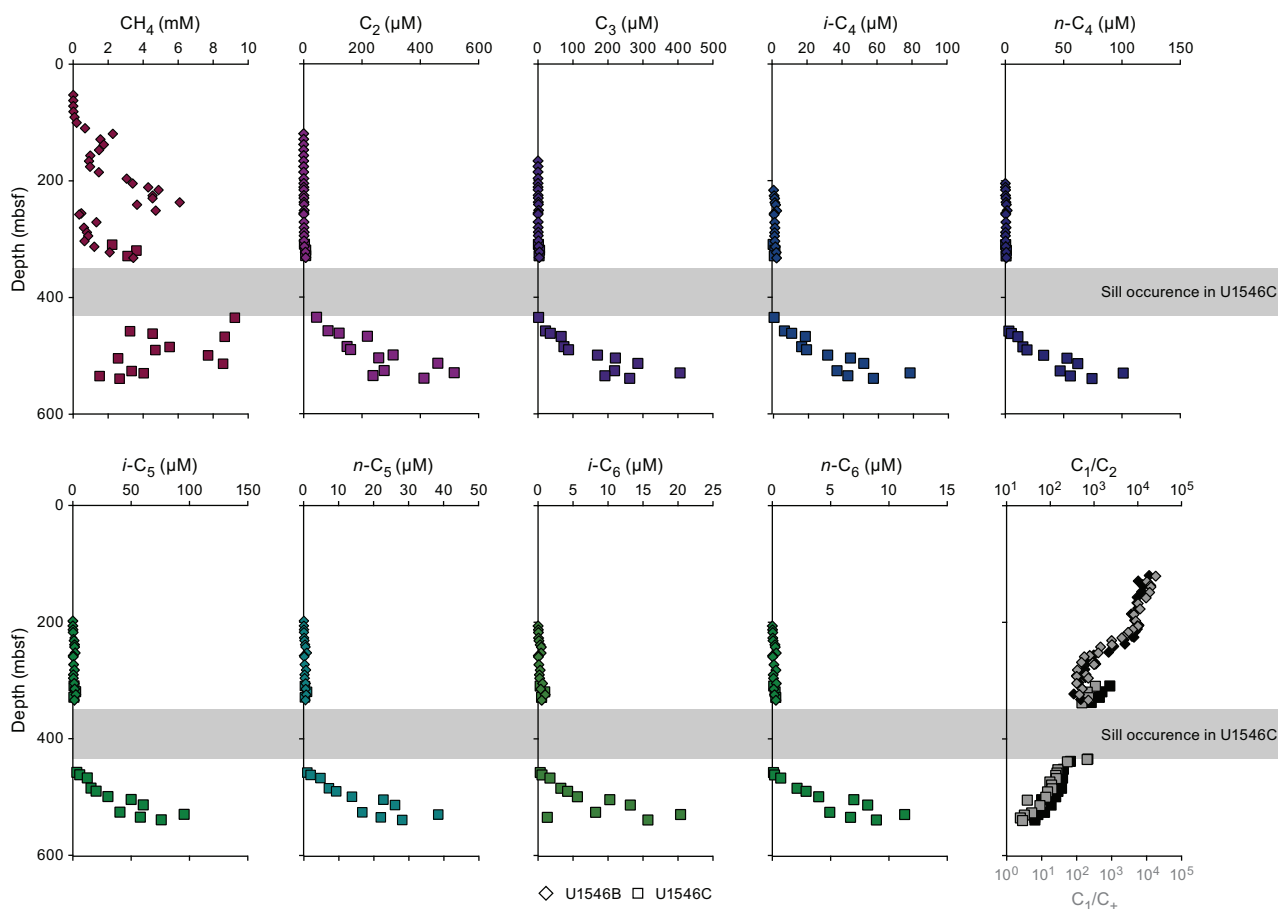 CH4 (mM) C2 (µM) C3 (µM) i-C4 (µM) n-C4 (µM)
0 2 4 6 8 10 0 200 400 600 0 100 200 300 400 500 0 20 40 60 80 100 0 50 100 150
0
200
400
600
Depth (mbsf)
Sill occurence in U1546C
i-C5 (µM) n-C5 (µM) i-C6 (µM) n-C6 (µM) C1/C2
0 50 100 150 0 10 20 30 40 50 0 5 10 15 20 25 0 5 10 15 10^1 10^2 10^3 10^4 10^5
0
200
400
600
Depth (mbsf)
Sill occurence in U1546C
10^0 10^1 10^2 10^3 10^4 10^5
C1/C+
U1546B U1546C